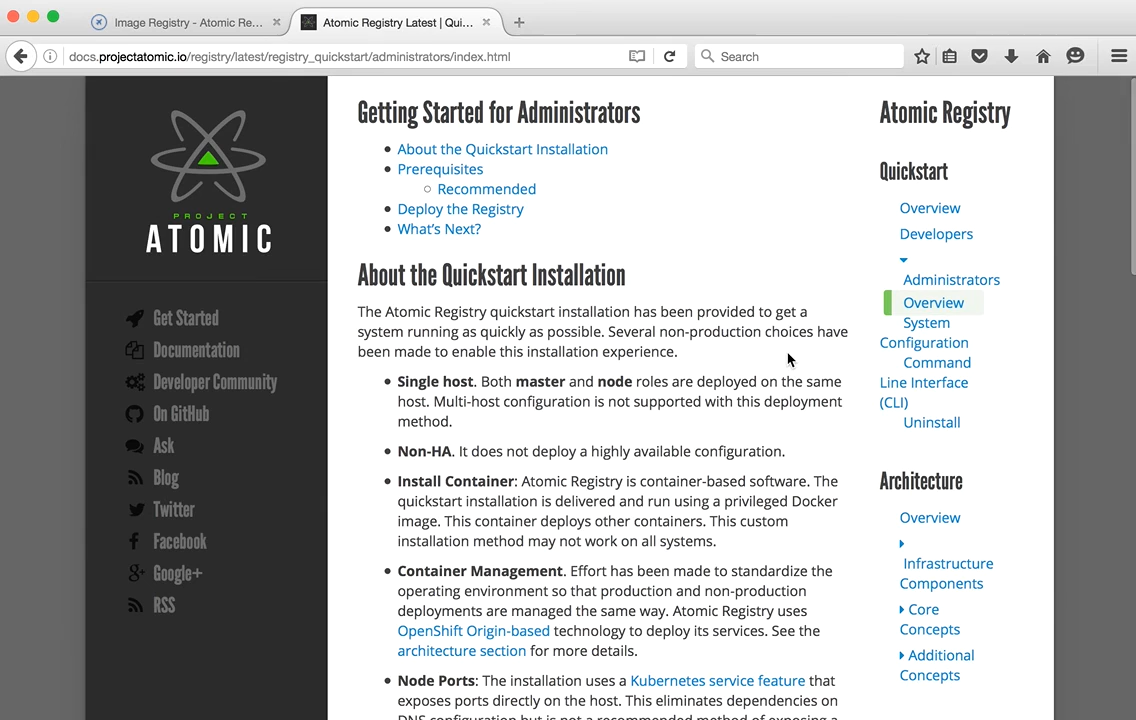 Image Registry - Atomic Re...
Atomic Registry Latest | Qui...
docs.projectatomic.io/registry/latest/registry_quickstart/administrators/index.html
Search
PROJECT
ATOMIC
Get Started
Documentation
Developer Community
On GitHub
Ask
Blog
Twitter
Facebook
Google+
RSS
Getting Started for Administrators
About the Quickstart Installation
Prerequisites
Recommended
Deploy the Registry
What's Next?
About the Quickstart Installation
The Atomic Registry quickstart installation has been provided to get a
system running as quickly as possible. Several non-production choices have
been made to enable this installation experience.
Single host. Both master and node roles are deployed on the same
host. Multi-host configuration is not supported with this deployment
method.
Non-HA. It does not deploy a highly available configuration.
Install Container: Atomic Registry is container-based software. The
quickstart installation is delivered and run using a privileged Docker
image. This container deploys other containers. This custom
installation method may not work on all systems.
Container Management. Effort has been made to standardize the
operating environment so that production and non-production
deployments are managed the same way. Atomic Registry uses
OpenShift Origin-based technology to deploy its services. See the
architecture section for more details.
Node Ports: The installation uses a Kubernetes service feature that
exposes ports directly on the host. This eliminates dependencies on
DNS configuration but is not a recommended method of exposing a
Atomic Registry
Quickstart
Overview
Developers
Administrators
Overview
System
Configuration
Command
Line Interface
(CLI)
Uninstall
Architecture
Overview
Infrastructure
Components
Core
Concepts
Additional
Concepts